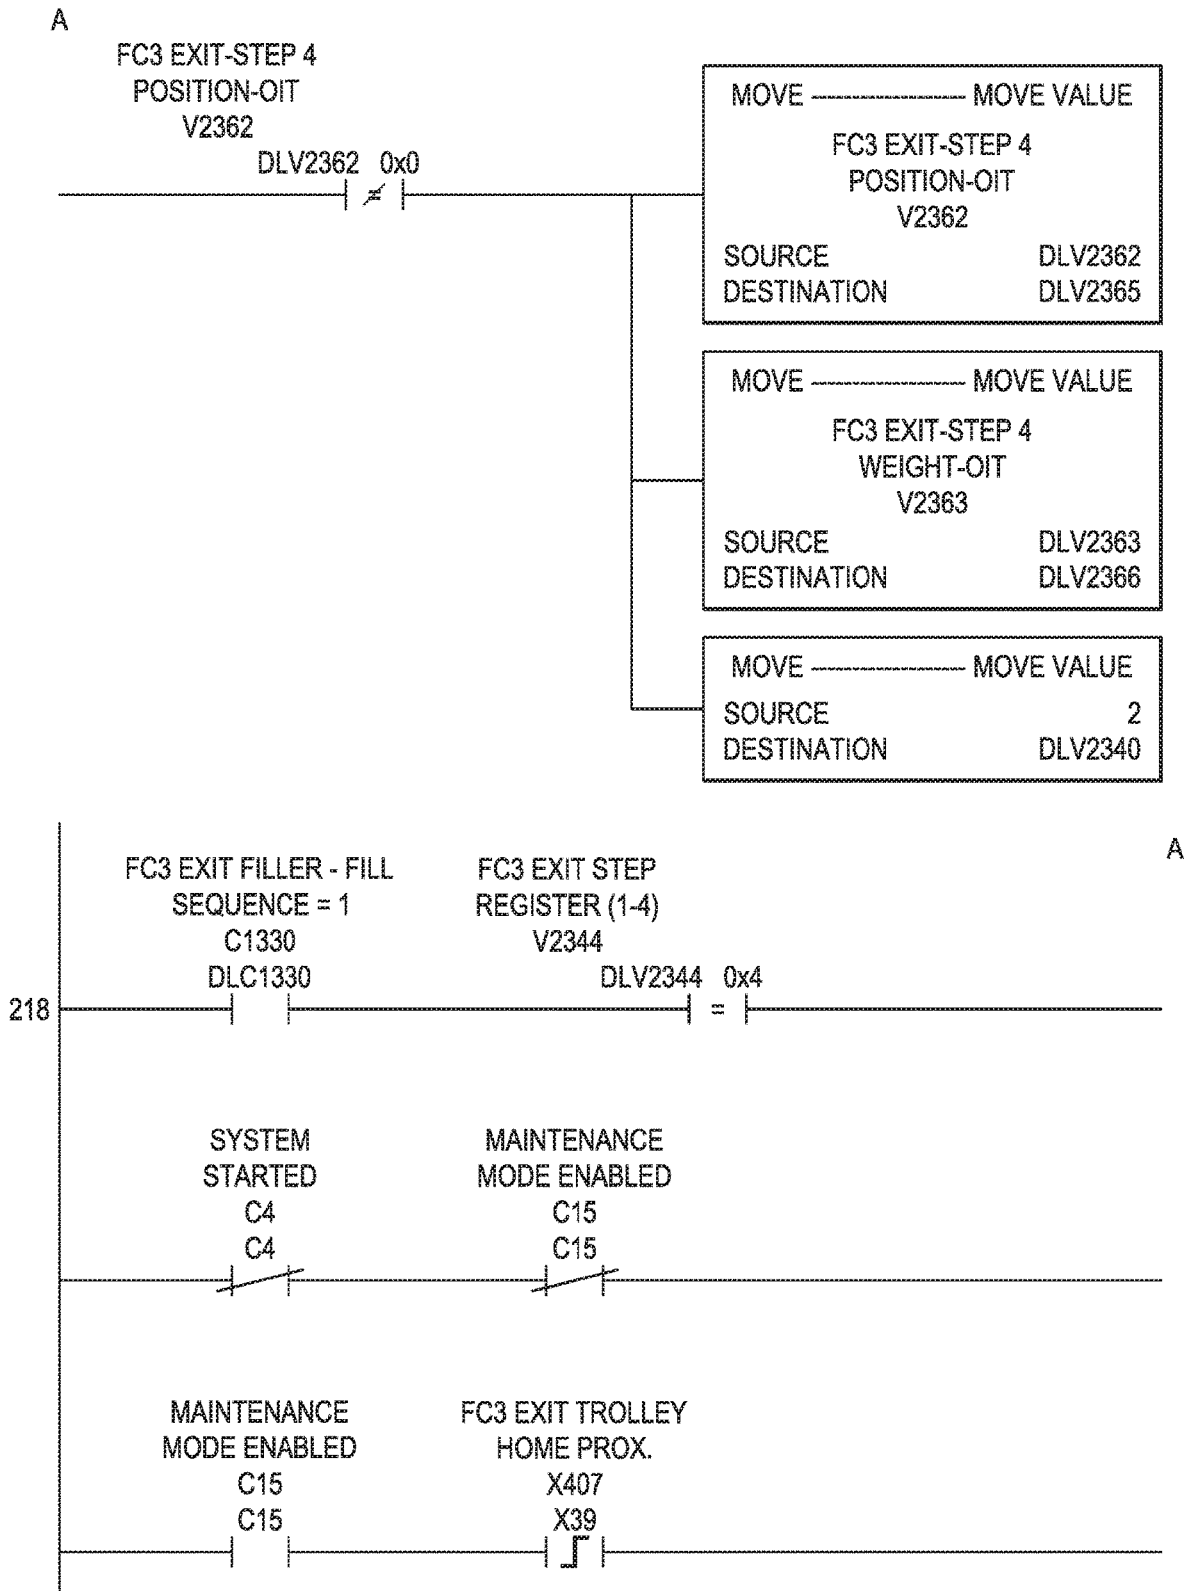 A
FC3 EXIT-STEP 4
POSITION-OIT
V2362
DLV2362 0x0
≠
MOVE MOVE VALUE
FC3 EXIT-STEP 4
POSITION-OIT
V2362
SOURCE DLV2362
DESTINATION DLV2365
MOVE MOVE VALUE
FC3 EXIT-STEP 4
WEIGHT-OIT
V2363
SOURCE DLV2363
DESTINATION DLV2366
MOVE MOVE VALUE
SOURCE 2
DESTINATION DLV2340
A
FC3 EXIT FILLER - FILL
SEQUENCE = 1
C1330
DLC1330
FC3 EXIT STEP
REGISTER (1-4)
V2344
DLV2344 0x4
=
218
SYSTEM
STARTED
C4
C4
MAINTENANCE
MODE ENABLED
C15
C15
MAINTENANCE
MODE ENABLED
C15
C15
FC3 EXIT TROLLEY
HOME PROX.
X407
X39